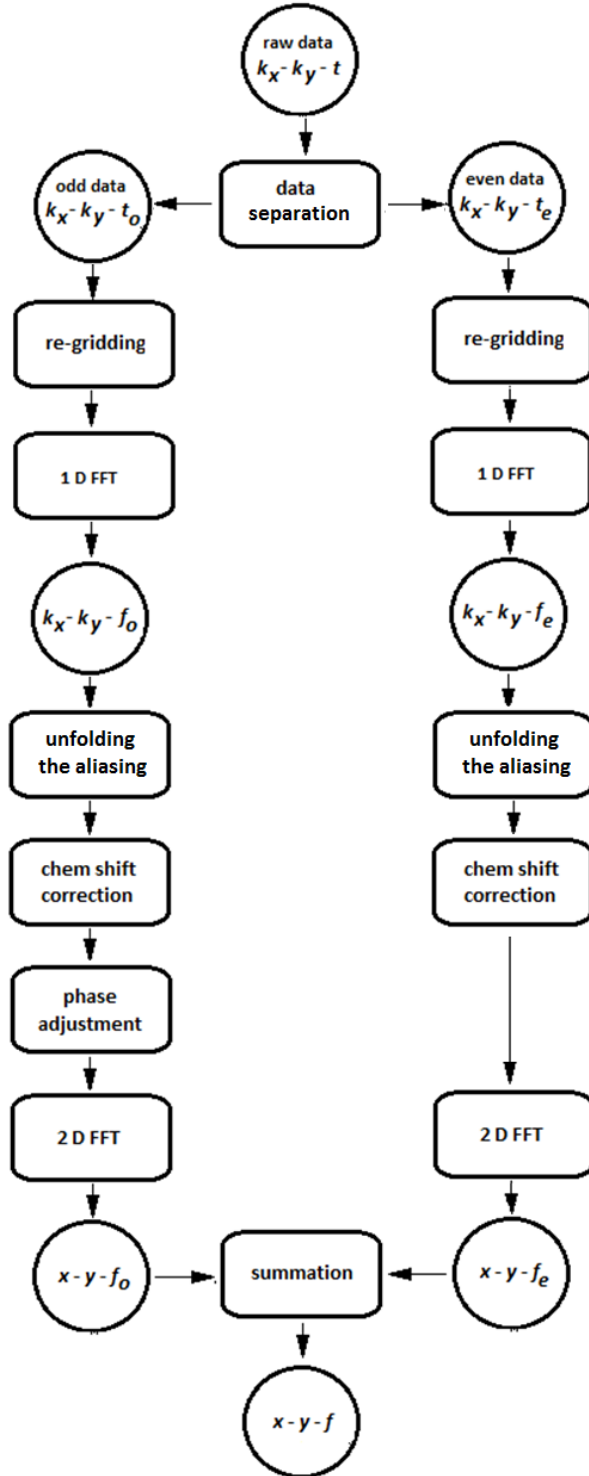 raw data
kx - ky - t
odd data
kx - ky - to
data
separation
even data
kx - ky - te
re-gridding
re-gridding
1 D FFT
1 D FFT
kx - ky - fo
kx - ky - fe
unfolding
the aliasing
unfolding
the aliasing
chem shift
correction
chem shift
correction
phase
adjustment
2 D FFT
2 D FFT
x - y - fo
summation
x - y - fe
x - y - f